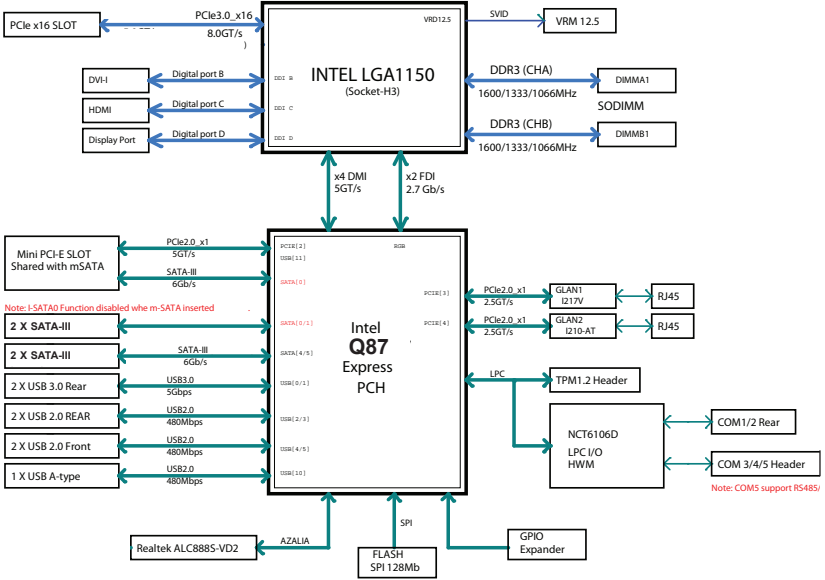 PCIe x16 SLOT
PCIe3.0_x16
8.0GT/s
)
VRD12.5
SVID
VRM 12.5
INTEL LGA1150
(Socket-H3)
DVI-I
Digital port B
DDI B
HDMI
Digital port C
DDI C
Display Port
Digital port D
DDI D
DDR3 (CHA)
1600/1333/1066MHz
DIMMA1
SODIMM
DDR3 (CHB)
1600/1333/1066MHz
DIMMB1
x4 DMI
5GT/s
x2 FDI
2.7 Gb/s
Mini PCI-E SLOT
Shared with mSATA
PCIe2.0_x1
5GT/s
SATA-III
6Gb/s
PCIE[2]
USB[11]
SATA[0]
RGB
Note: I-SATA0 Function disabled whe m-SATA inserted
2 X SATA-III
SATA[0/1]
2 X SATA-III
SATA-III
6Gb/s
SATA[4/5]
2 X USB 3.0 Rear
USB3.0
5Gbps
USB[0/1]
2 X USB 2.0 REAR
USB2.0
480Mbps
USB[2/3]
2 X USB 2.0 Front
USB2.0
480Mbps
USB[4/5]
1 X USB A-type
USB2.0
480Mbps
USB[10]
Intel
Q87
Express
PCH
PCIE[3]
PCIe2.0_x1
2.5GT/s
GLAN1
I217V
RJ45
PCIE[4]
PCIe2.0_x1
2.5GT/s
GLAN2
I210-AT
RJ45
LPC
TPM1.2 Header
NCT6106D
LPC I/O
HWM
COM1/2 Rear
COM 3/4/5 Header
Note: COM5 support RS485/
Realtek ALC888S-VD2
AZALIA
SPI
FLASH
SPI 128Mb
GPIO
Expander